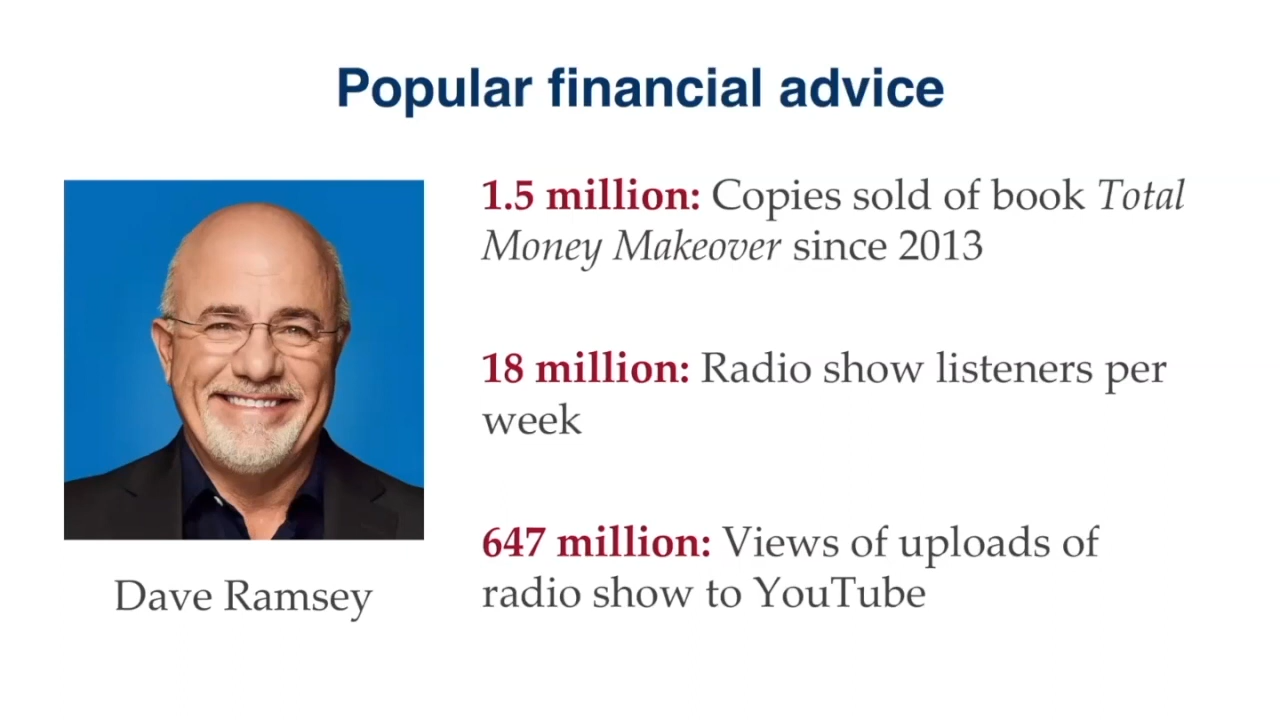 Popular financial advice
1.5 million: Copies sold of book Total
Money Makeover since 2013
18 million: Radio show listeners per
week
647 million: Views of uploads of
radio show to YouTube
Dave Ramsey